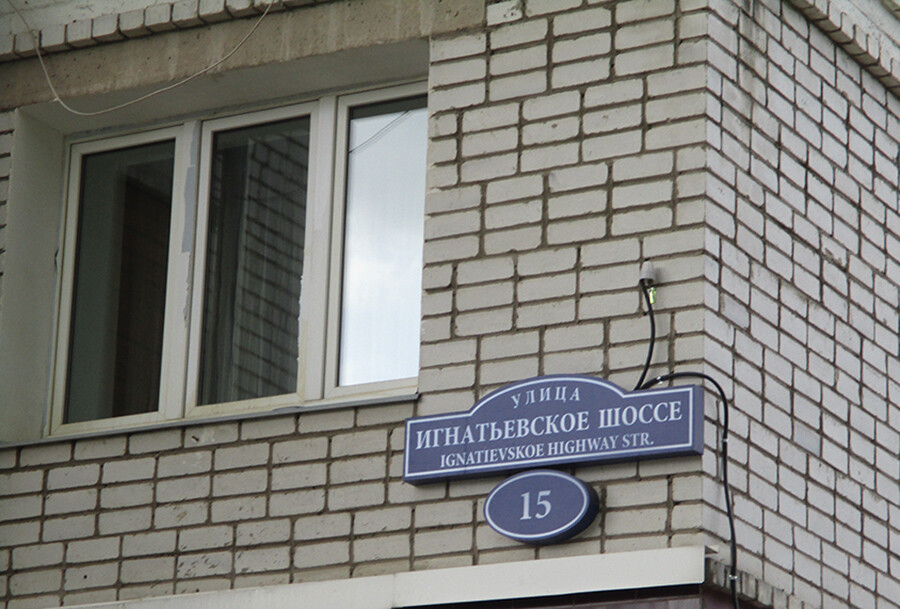 УЛИЦА
ИГНАТЬЕВСКОЕ ШОССЕ
IGNATIEVSKOE HIGHWAY STR.
15